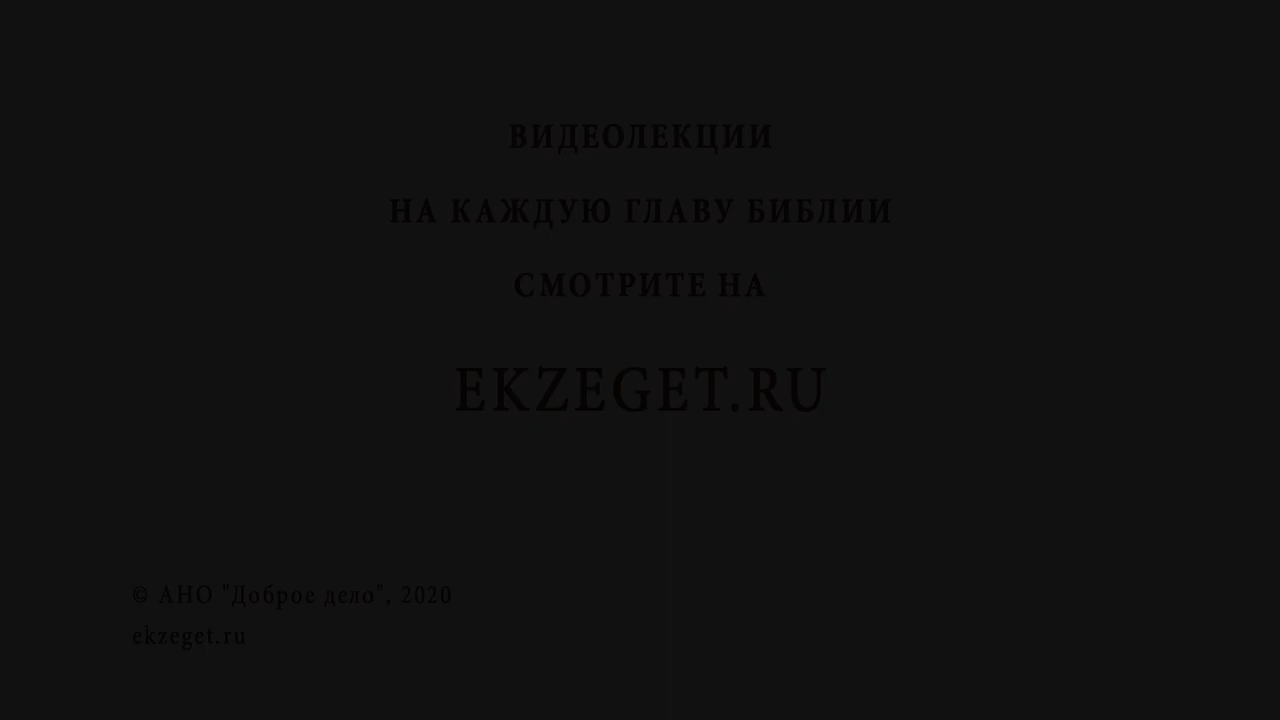 ВИДЕОЛЕКЦИИ
НА КАЖДУЮ ГЛАВУ БИБЛИИ
СМОТРИТЕ НА
EKZEGET.RU
© АНО "Доброе дело", 2020
ekzeget.ru